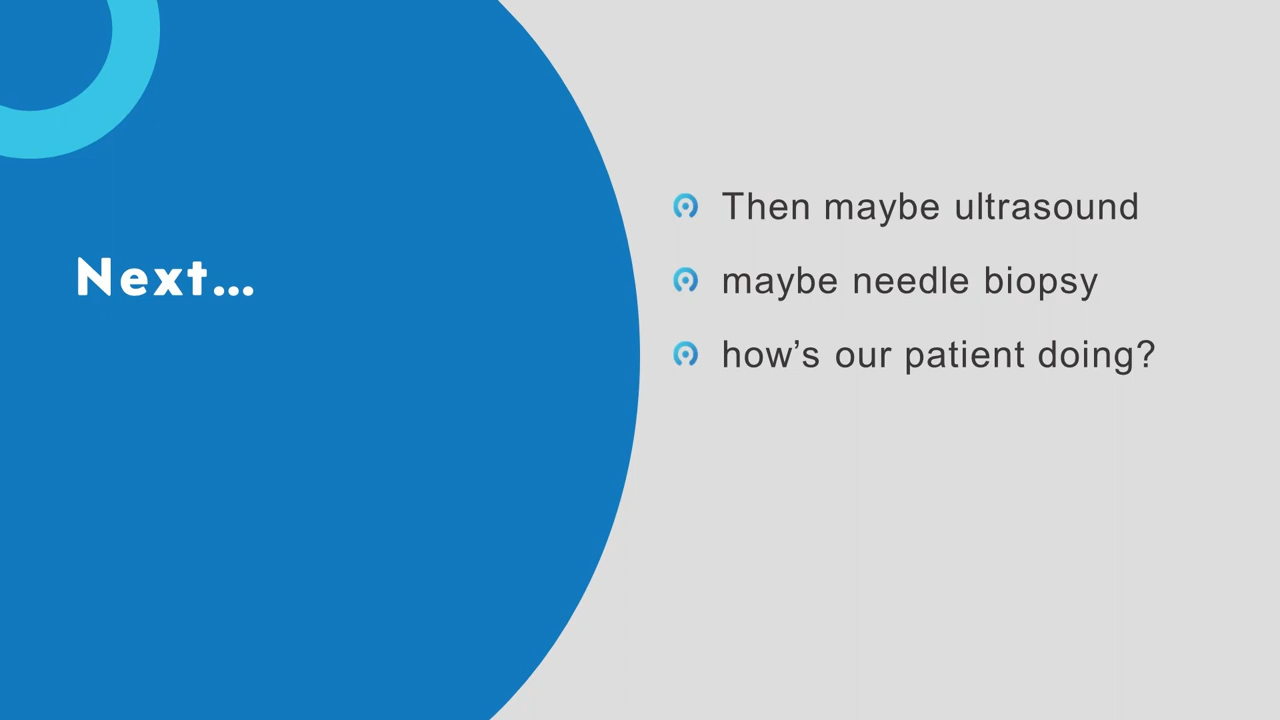 Next...
Then maybe ultrasound
maybe needle biopsy
how’s our patient doing?